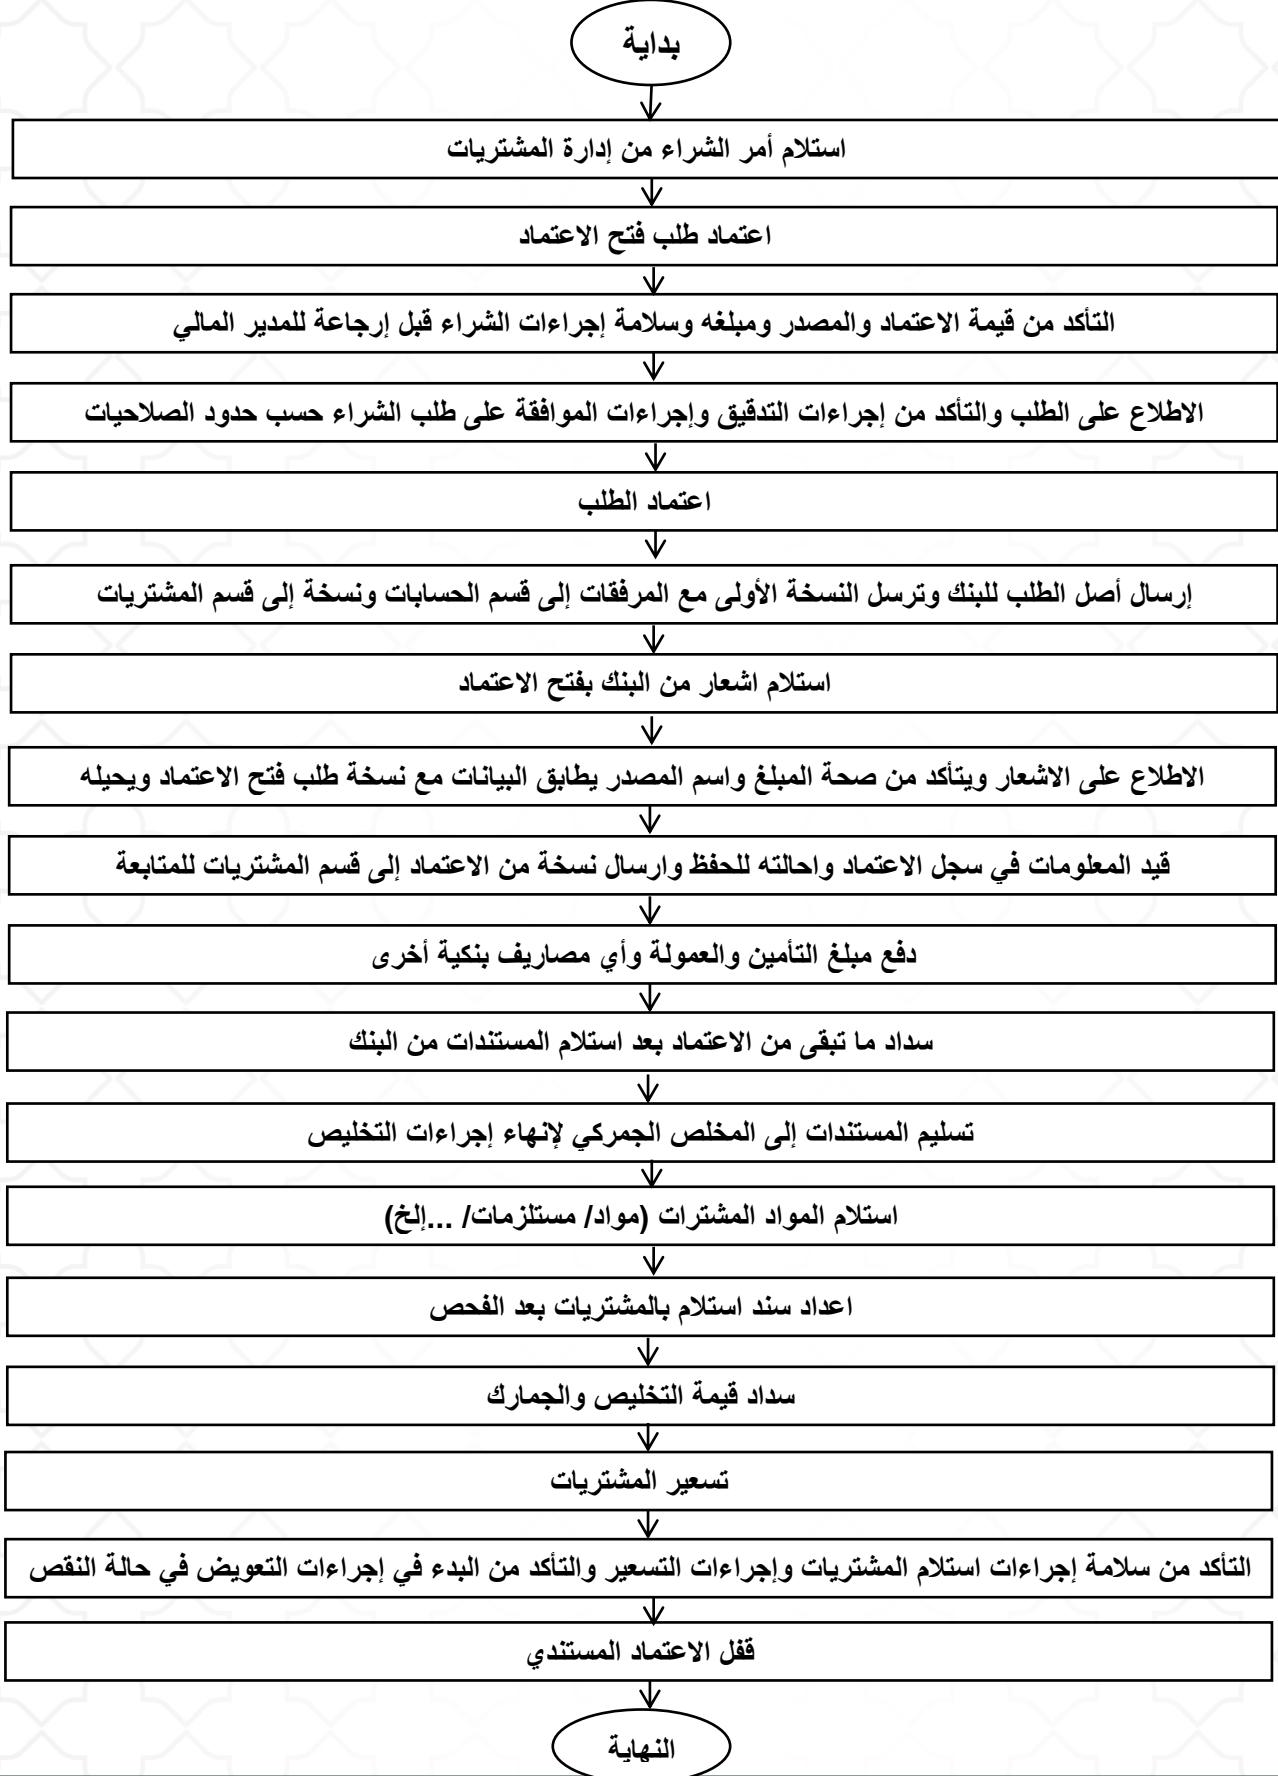 بداية
استلام أمر الشراء من إدارة المشتريات
اعتماد طلب فتح الاعتماد
التأكد من قيمة الاعتماد والمصدر ومبلغه وسلامة إجراءات الشراء قبل إرجاعة للمدير المالي
الاطلاع على الطلب والتأكد من إجراءات التدقيق وإجراءات الموافقة على طلب الشراء حسب حدود الصلاحيات
اعتماد الطلب
إرسال أصل الطلب للبنك وترسل النسخة الأولى مع المرفقات إلى قسم الحسابات ونسخة إلى قسم المشتريات
استلام اشعار من البنك بفتح الاعتماد
الاطلاع على الاشعار ويتأكد من صحة المبلغ واسم المصدر يطابق البيانات مع نسخة طلب فتح الاعتماد ويحيله
قيد المعلومات في سجل الاعتماد واحالته للحفظ وارسال نسخة من الاعتماد إلى قسم المشتريات للمتابعة
دفع مبلغ التأمين والعمولة وأي مصاريف بنكية أخرى
سداد ما تبقى من الاعتماد بعد استلام المستندات من البنك
تسليم المستندات إلى المخلص الجمركي لإنهاء إجراءات التخليص
استلام المواد المشترات (مواد/ مستلزمات/ ...إلخ)
اعداد سند استلام بالمشتريات بعد الفحص
سداد قيمة التخليص والجمارك
تسعير المشتريات
التأكد من سلامة إجراءات استلام المشتريات وإجراءات التسعير والتأكد من البدء في إجراءات التعويض في حالة النقص
قفل الاعتماد المستندي
النهاية